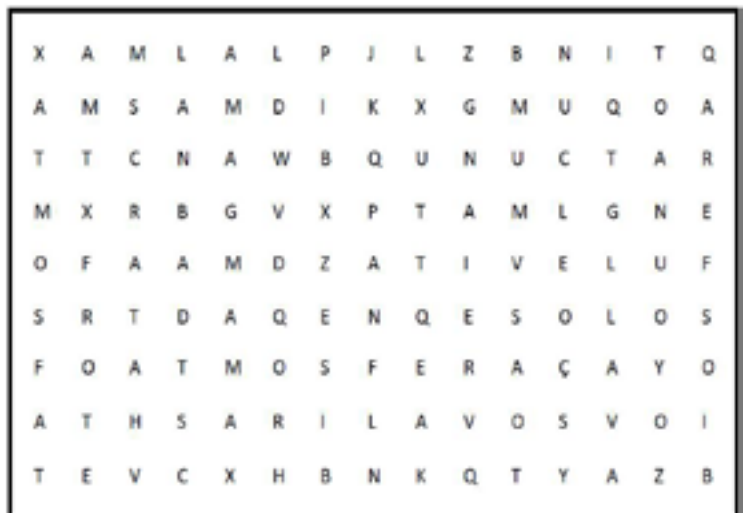 X A M L A L P J L Z B N I T Q
A M S A M D I K X G M U Q O A
T T C N A W B Q U N U C T A R
M X R B G V X P T A M L G N E
O F A A M D Z A T I V E L U F
S R T D A Q E N Q E S O L O S
F O A T M O S F E R A Ç A Y O
A T H S A R I L A V O S V O I
T E V C X H B N K Q T Y A Z B